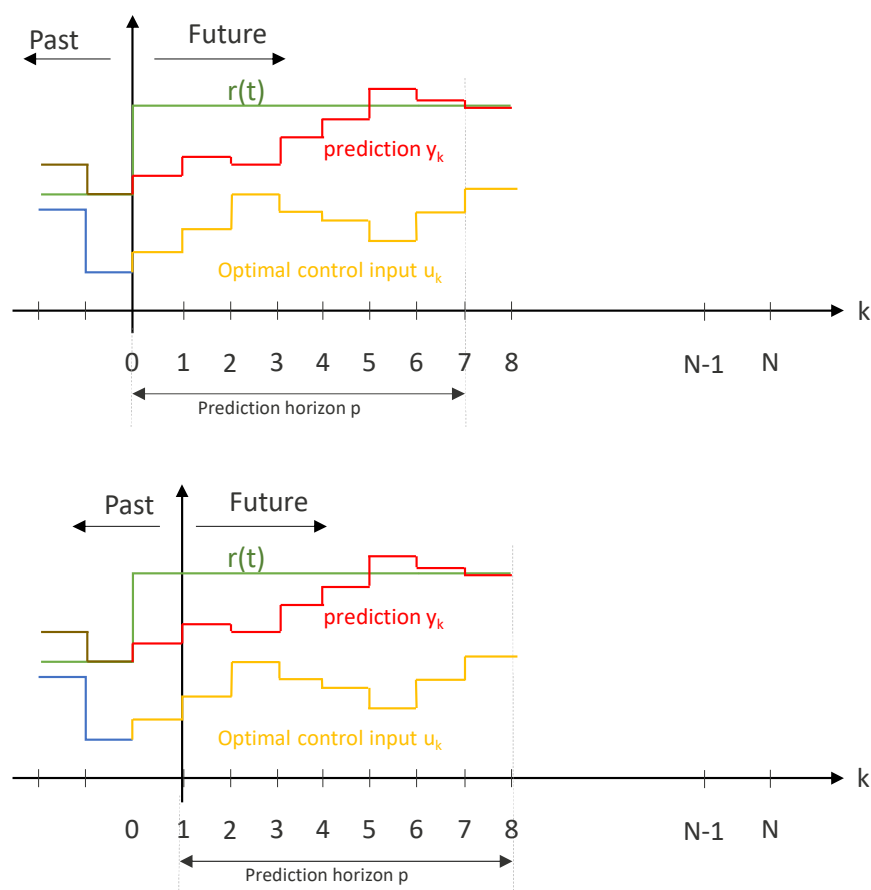 Past Future
r(t)
prediction yₖ
Optimal control input uₖ
k
0 1 2 3 4 5 6 7 8 N-1 N
Prediction horizon p
Past Future
r(t)
prediction yₖ
Optimal control input uₖ
k
0 1 2 3 4 5 6 7 8 N-1 N
Prediction horizon p